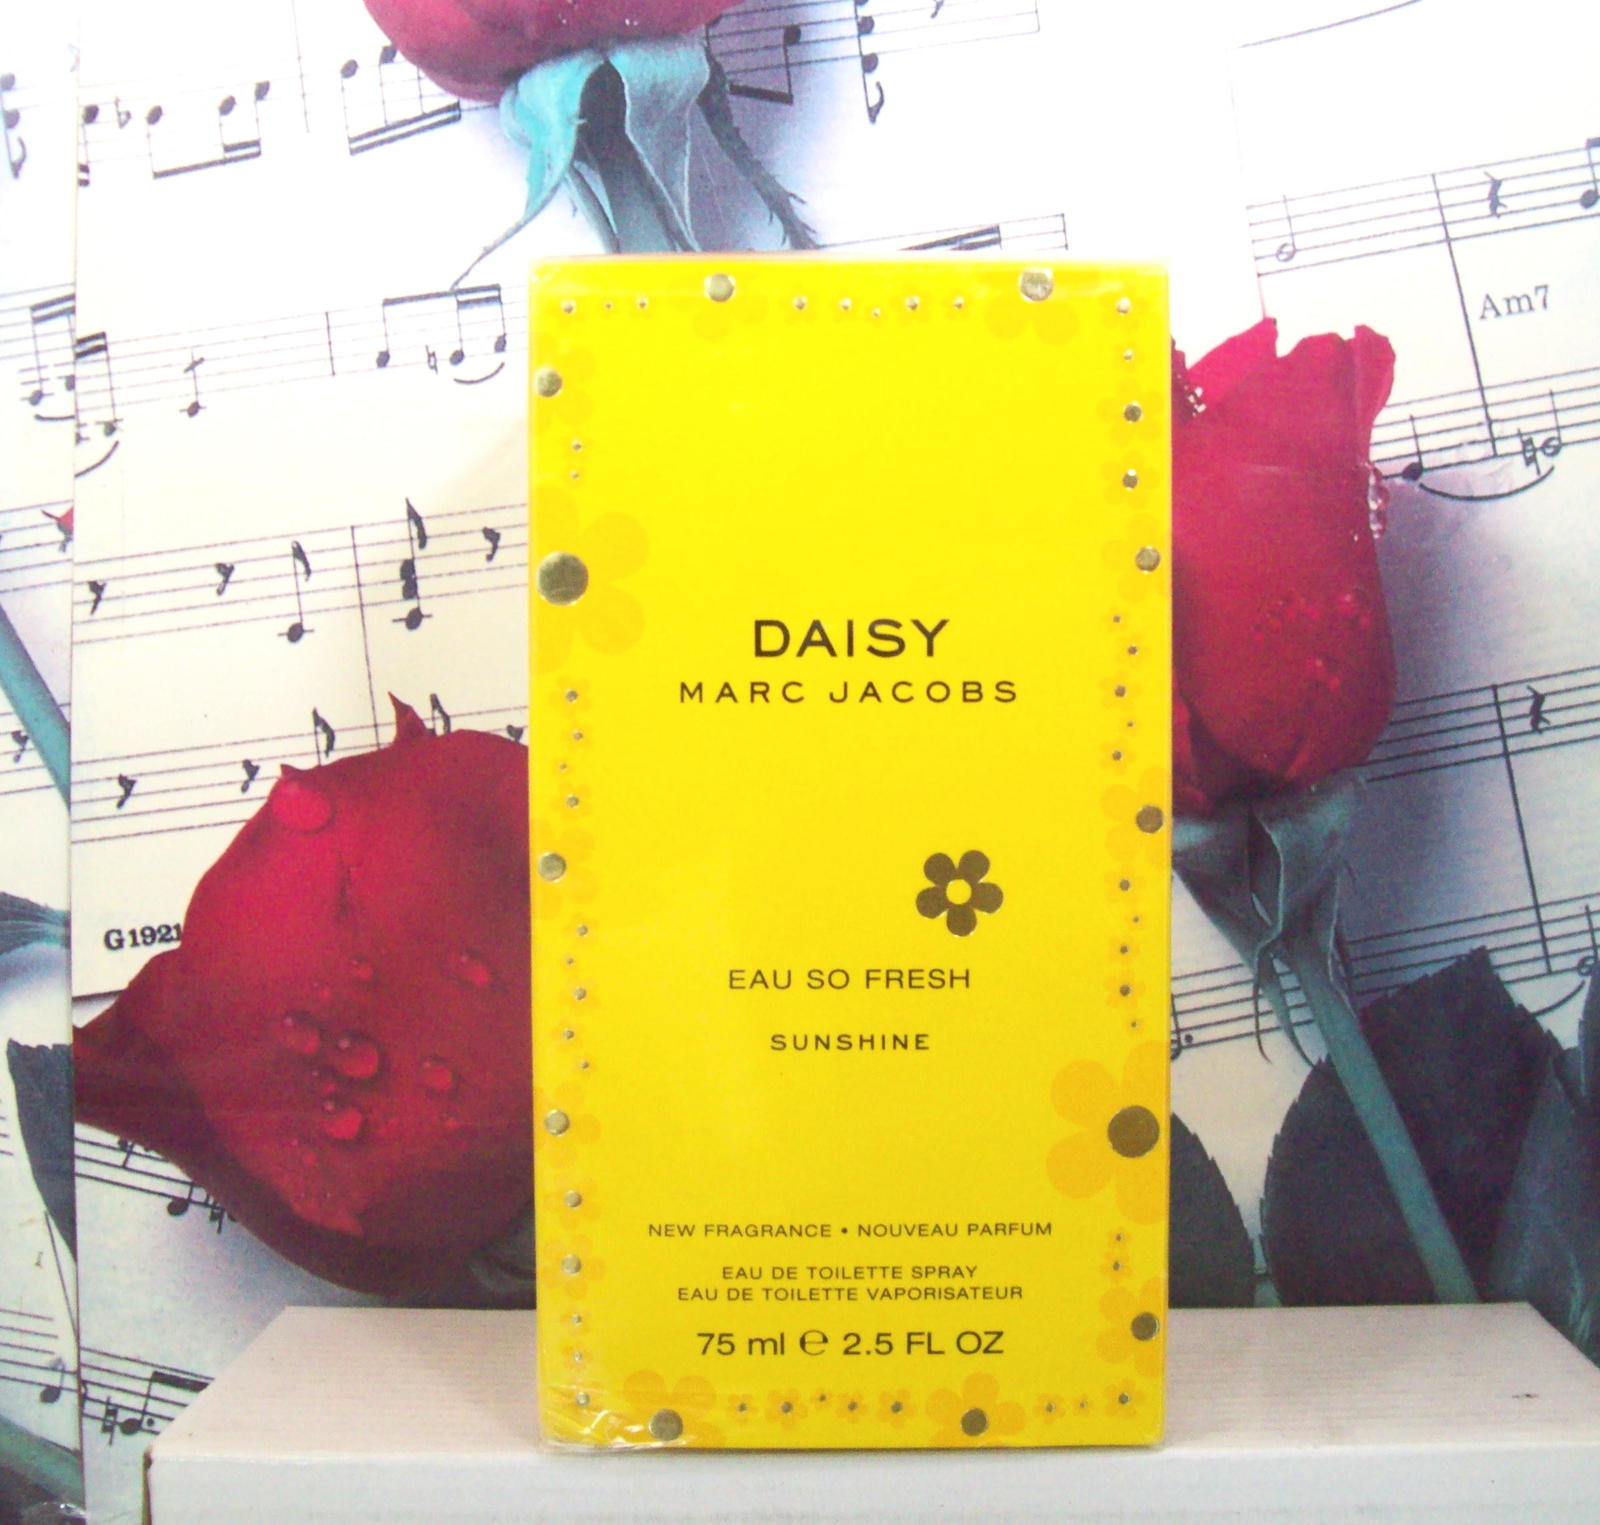 Am7
DAISY
MARC JACOBS
G1921
EAU SO FRESH
SUNSHINE
NEW FRAGRANCE • NOUVEAU PARFUM
EAU DE TOILETTE SPRAY
EAU DE TOILETTE VAPORISATEUR
75 ml ℮ 2.5 FL OZ